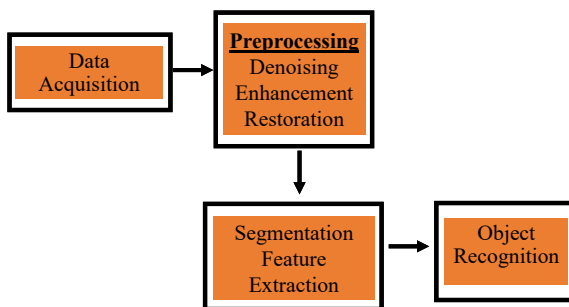 Data
Acquisition
Preprocessing
Denoising
Enhancement
Restoration
Segmentation
Feature
Extraction
Object
Recognition